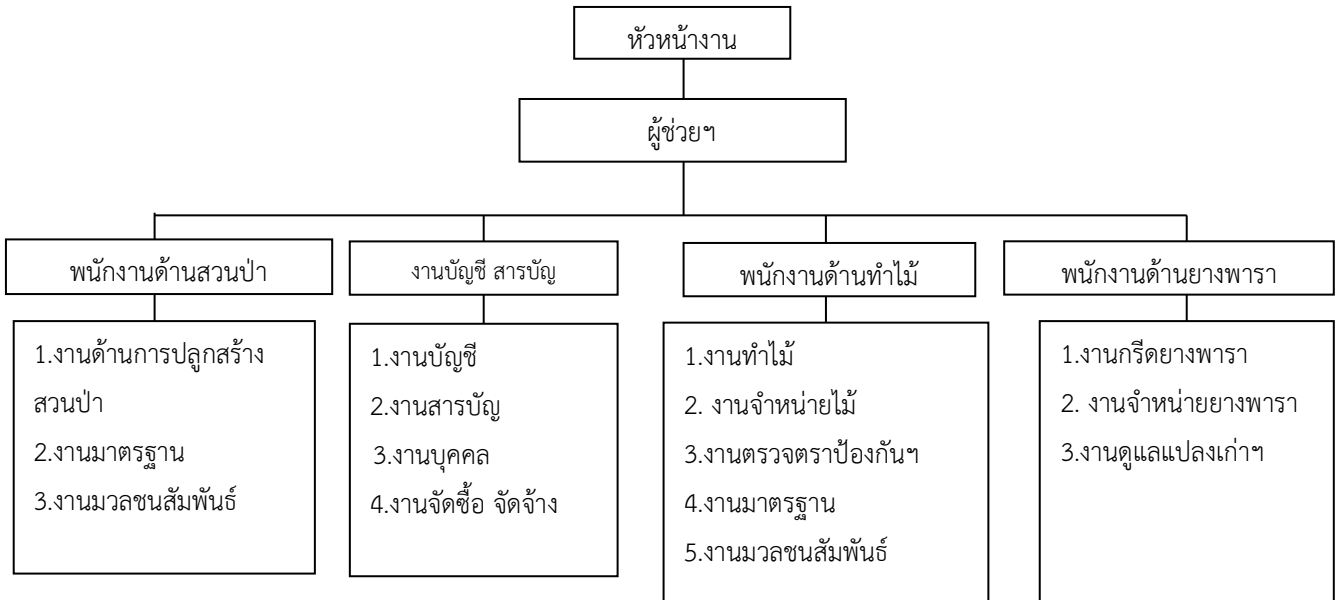 หัวหน้างาน
ผู้ช่วยฯ
พนักงานด้านสวนป่า
1.งานด้านการปลูกสร้าง
สวนป่า
2.งานมาตรฐาน
3.งานมวลชนสัมพันธ์
งานบัญชี สารบัญ
1.งานบัญชี
2.งานสารบัญ
3.งานบุคคล
4.งานจัดซื้อ จัดจ้าง
พนักงานด้านทำไม้
1.งานทำไม้
2. งานจำหน่ายไม้
3.งานตรวจตราป้องกันฯ
4.งานมาตรฐาน
5.งานมวลชนสัมพันธ์
พนักงานด้านยางพารา
1.งานกรีดยางพารา
2. งานจำหน่ายยางพารา
3.งานดูแลแปลงเก่าฯ